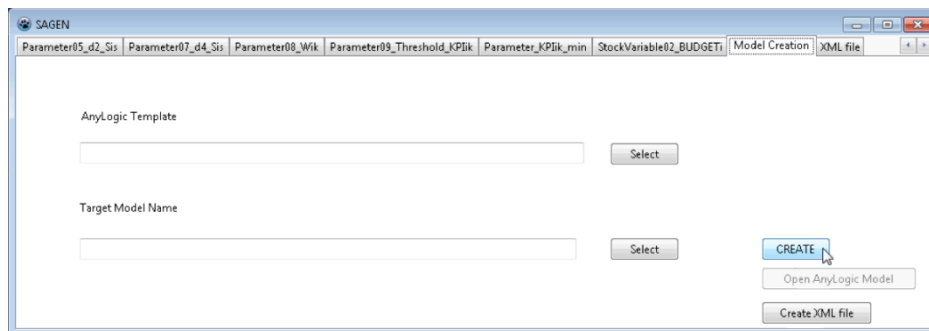 SAGEN
Parameter05_d2_Sis Parameter07_d4_Sis Parameter08_Wik Parameter09_Threshold_KPIik Parameter_KPIik_min StockVariable02_BUDGETi Model Creation XML file
AnyLogic Template
Select
Target Model Name
Select CREATE
Open AnyLogic Model
Create XML file